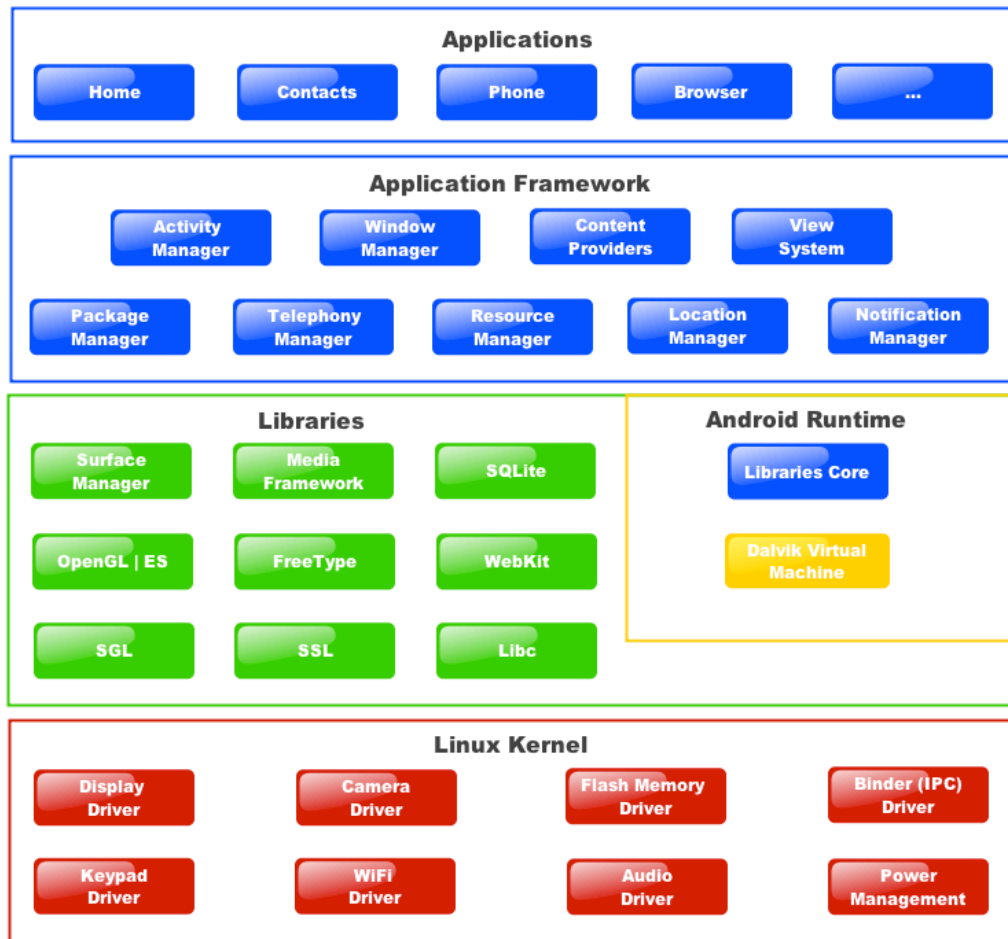 Applications
Home
Contacts
Phone
Browser
...
Application Framework
Activity
Manager
Window
Manager
Content
Providers
View
System
Package
Manager
Telephony
Manager
Resource
Manager
Location
Manager
Notification
Manager
Libraries
Surface
Manager
Media
Framework
SQLite
OpenGL | ES
FreeType
WebKit
SGL
SSL
Libc
Android Runtime
Libraries Core
Dalvik Virtual
Machine
Linux Kernel
Display
Driver
Camera
Driver
Flash Memory
Driver
Binder (IPC)
Driver
Keypad
Driver
WiFi
Driver
Audio
Driver
Power
Management